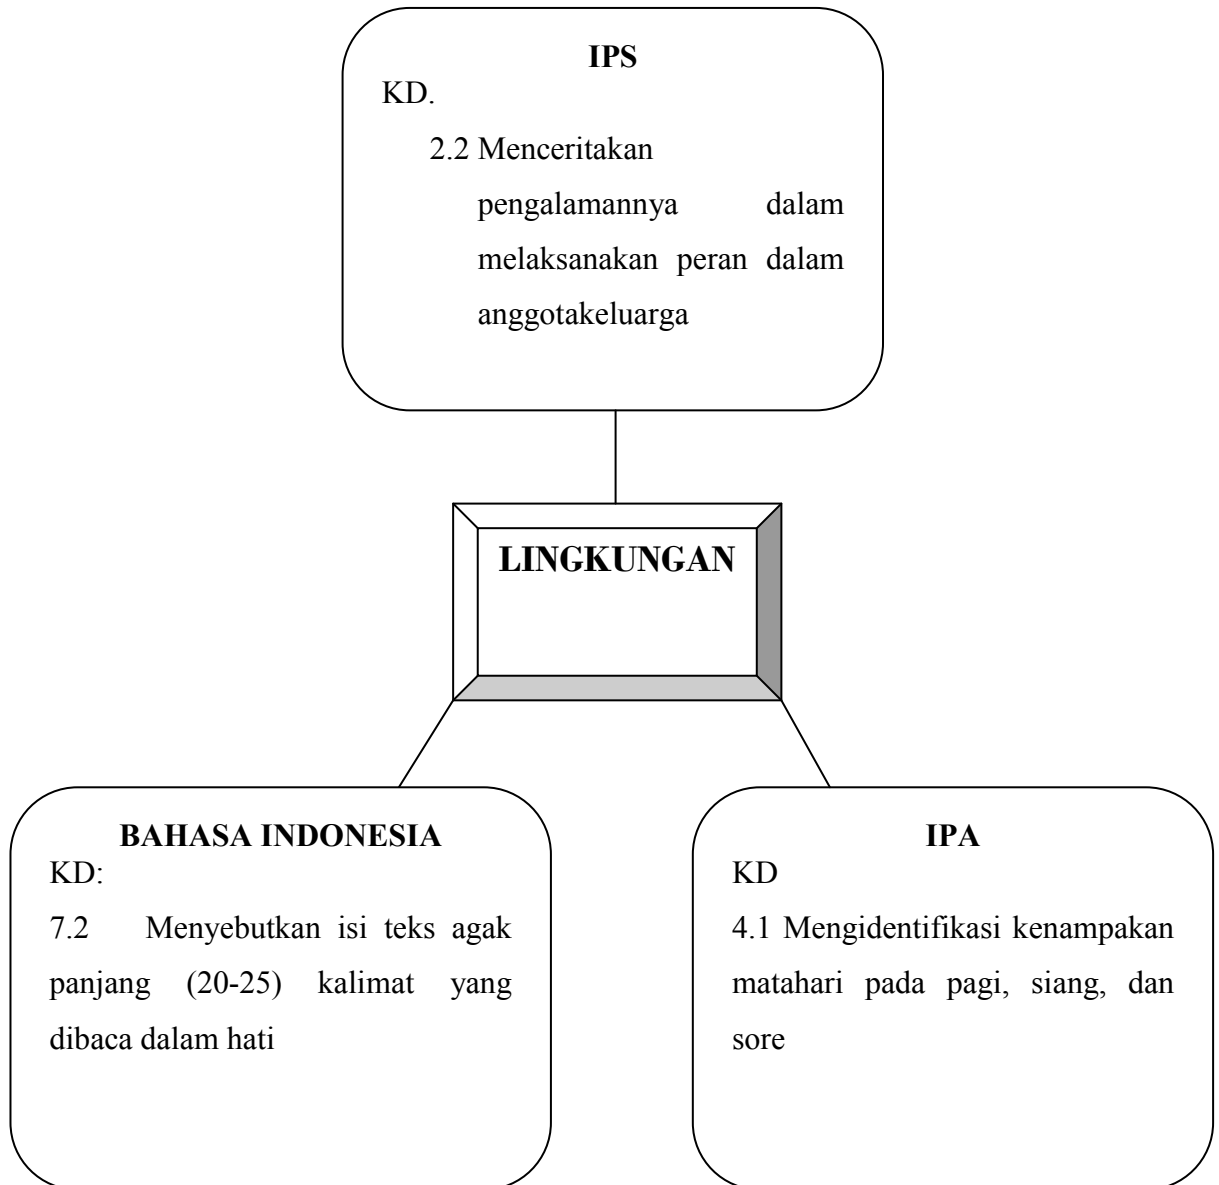 IPS
KD.
2.2 Menceritakan
pengalamannya dalam
melaksanakan peran dalam
anggotakeluarga
LINGKUNGAN
BAHASA INDONESIA
KD:
7.2 Menyebutkan isi teks agak
panjang (20-25) kalimat yang
dibaca dalam hati
IPA
KD
4.1 Mengidentifikasi kenampakan
matahari pada pagi, siang, dan
sore